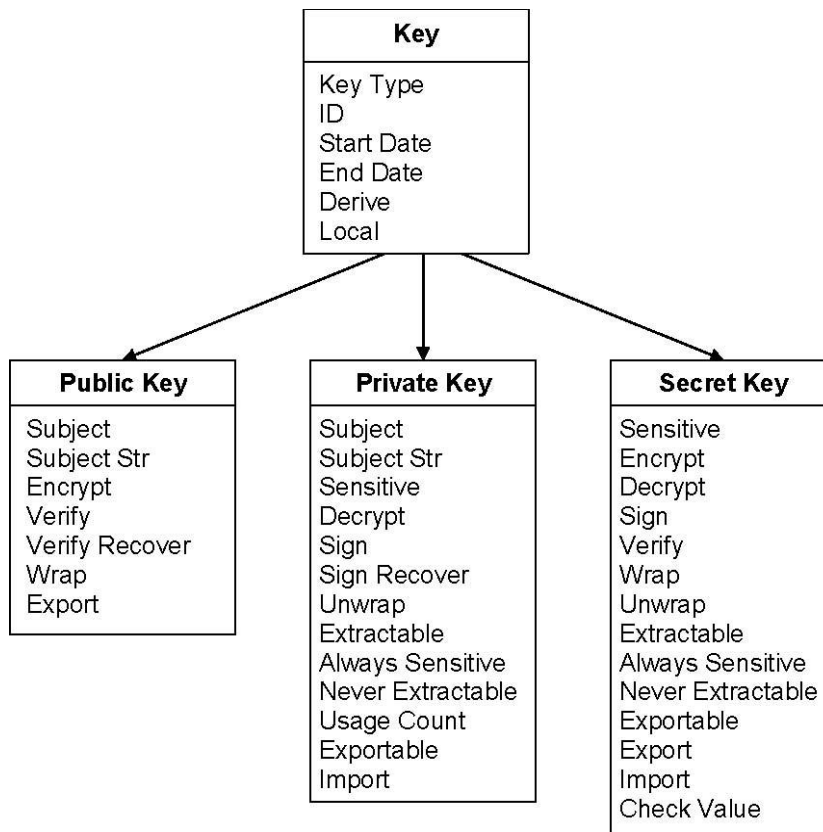 Key
Key Type
ID
Start Date
End Date
Derive
Local
Public Key
Subject
Subject Str
Encrypt
Verify
Verify Recover
Wrap
Export
Private Key
Subject
Subject Str
Sensitive
Decrypt
Sign
Sign Recover
Unwrap
Extractable
Always Sensitive
Never Extractable
Usage Count
Exportable
Import
Secret Key
Sensitive
Encrypt
Decrypt
Sign
Verify
Wrap
Unwrap
Extractable
Always Sensitive
Never Extractable
Exportable
Export
Import
Check Value